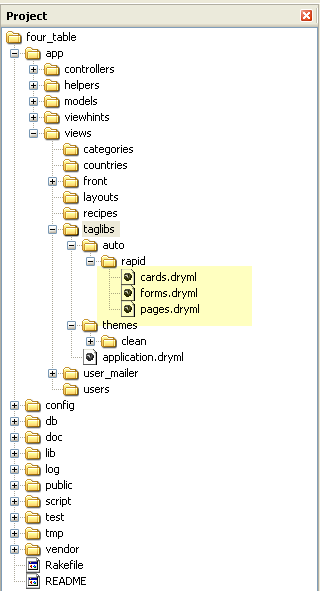 Project
four_table
app
controllers
helpers
models
viewhints
views
categories
countries
front
layouts
recipes
taglibs
auto
rapid
cards.dryml
forms.dryml
pages.dryml
themes
clean
application.dryml
user_mailer
users
config
db
doc
lib
log
public
script
test
tmp
vendor
Rakefile
README